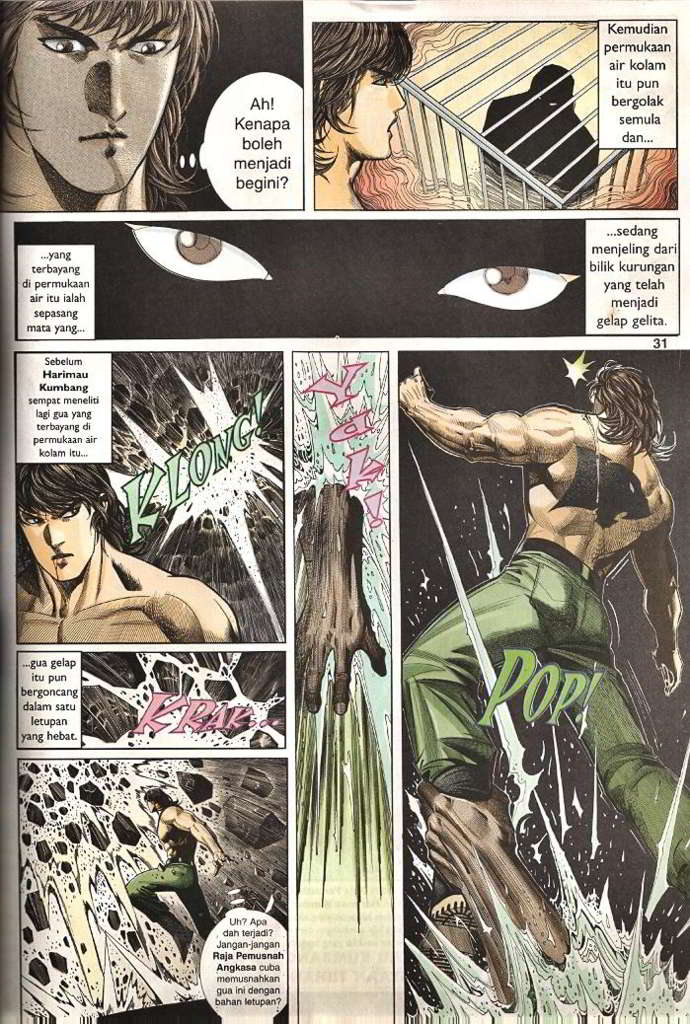 Ah!
Kenapa
boleh
menjadi
begini?
Kemudian
permukaan
air kolam
itu pun
bergolak
semula
dan...
...yang
terbayang
di permukaan
air itu ialah
sepasang
mata yang...
...sedang
menjeling dari
bilik kurungan
yang telah
menjadi
gelap gelita.
31
Sebelum
Harimau
Kumbang
sempat meneliti
lagi gua yang
terbayang di
permukaan air
kolam itu...
KLONG!
...gua gelap
itu pun
bergoncang
dalam satu
letupan
yang hebat.
KRAK...
Uh? Apa
dah terjadi?
Jangan-jangan
Raja Pemusnah
Angkasa cuba
memusnahkan
gua ini dengan
bahan letupan?
Yak!
POP!